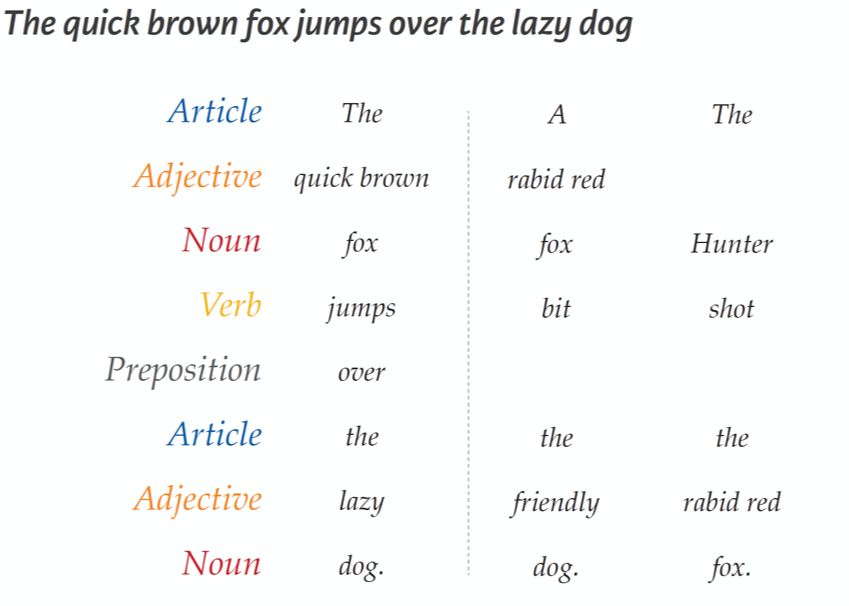 The quick brown fox jumps over the lazy dog
Article The A The
Adjective quick brown rabid red
Noun fox fox Hunter
Verb jumps bit shot
Preposition over
Article the the the
Adjective lazy friendly rabid red
Noun dog. dog. fox.